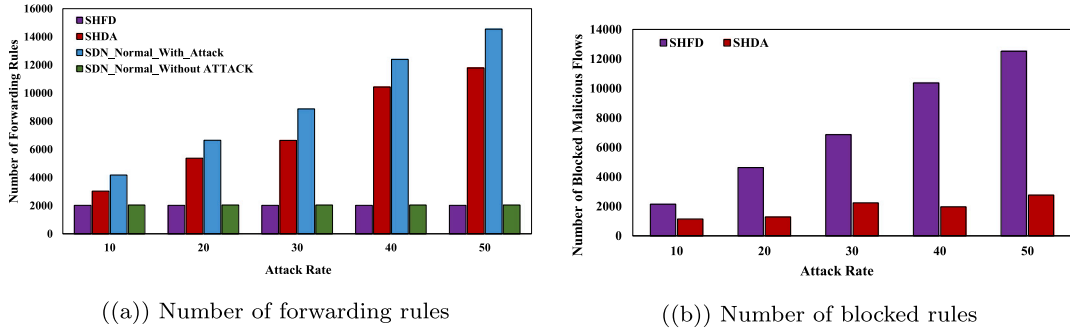 SHFD
SHDA
SDN_Normal_With_Attack
SDN_Normal_Without ATTACK
Number of Forwarding Rules
16000
14000
12000
10000
8000
6000
4000
2000
0
10 20 30 40 50
Attack Rate
((a)) Number of forwarding rules
SHFD SHDA
Number of Blocked Malicious Flows
14000
12000
10000
8000
6000
4000
2000
0
10 20 30 40 50
Attack Rate
((b)) Number of blocked rules